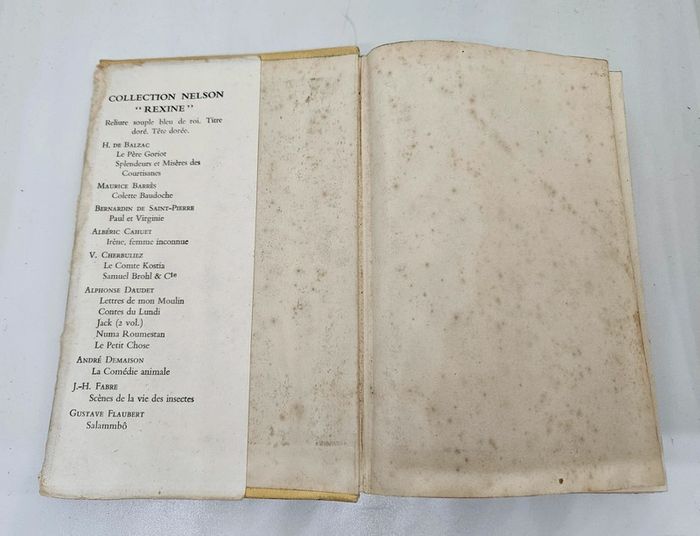 COLLECTION NELSON
“ REXINE ”
Reliure souple bleu de roi. Titre
doré. Tête dorée.
H. DE BALZAC
Le Père Goriot
Splendeurs et Misères des
Courtisanes
MAURICE BARRÈS
Colette Baudoche
BERNARDIN DE SAINT-PIERRE
Paul et Virginie
ALBÉRIC CAHUET
Irène, femme inconnue
V. CHERBULIEZ
Le Comte Kostia
Samuel Brohl & Cie
ALPHONSE DAUDET
Lettres de mon Moulin
Contes du Lundi
Jack (2 vol.)
Numa Roumestan
Le Petit Chose
ANDRÉ DEMAISON
La Comédie animale
J.-H. FABRE
Scènes de la vie des insectes
GUSTAVE FLAUBERT
Salammbô